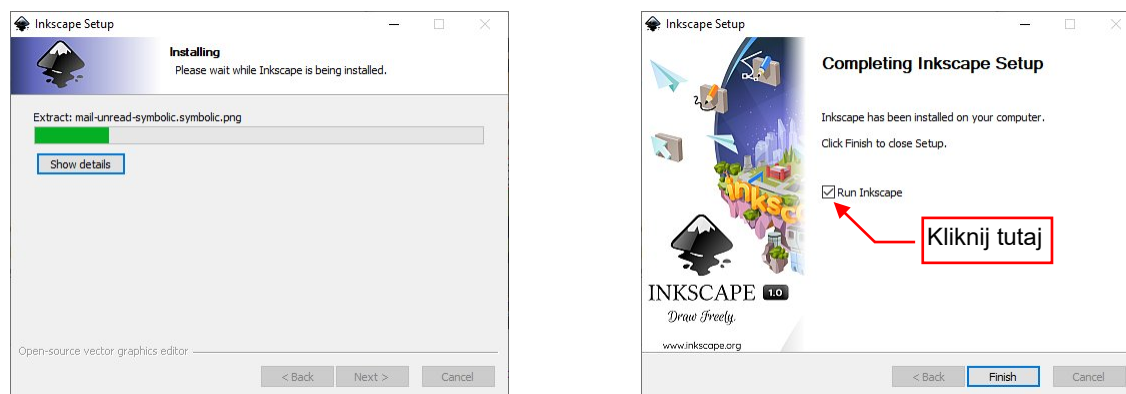 Inkscape Setup
Installing
Please wait while Inkscape is being installed.
Extract: mail-unread-symbolic.symbolic.png
Show details
Open-source vector graphics editor
< Back
Next >
Cancel
Inkscape Setup
Completing Inkscape Setup
Inkscape has been installed on your computer.
Click Finish to close Setup.
Run Inkscape
Kliknij tutaj
inksc
INKSCAPE 1.0
Draw Freely.
www.inkscape.org
< Back
Finish
Cancel